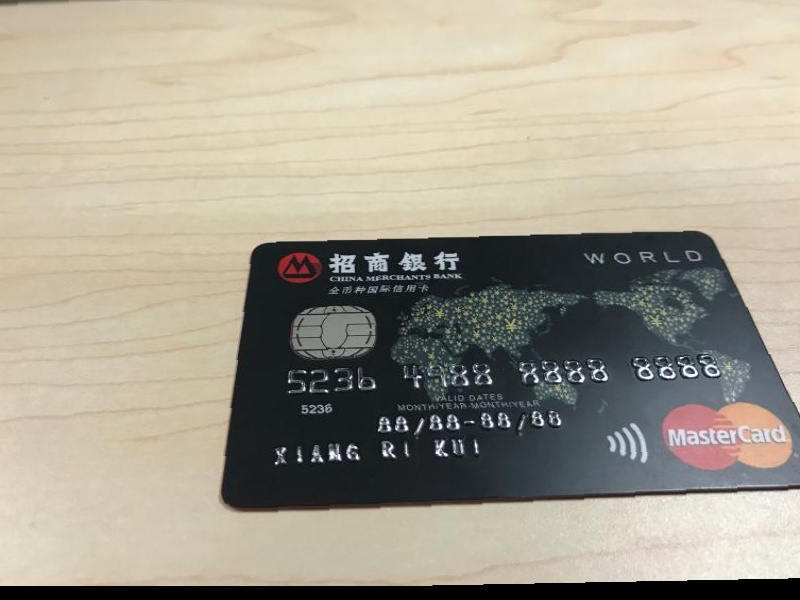 招商銀行
WORLD
CHINA MERCHANTS BANK
全币种国际信用卡
5236 4988 8888 8888
5236
VALID DATES
MONTH/YEAR-MONTH/YEAR
88/88-88/88
XIANG RI KUI
MasterCard